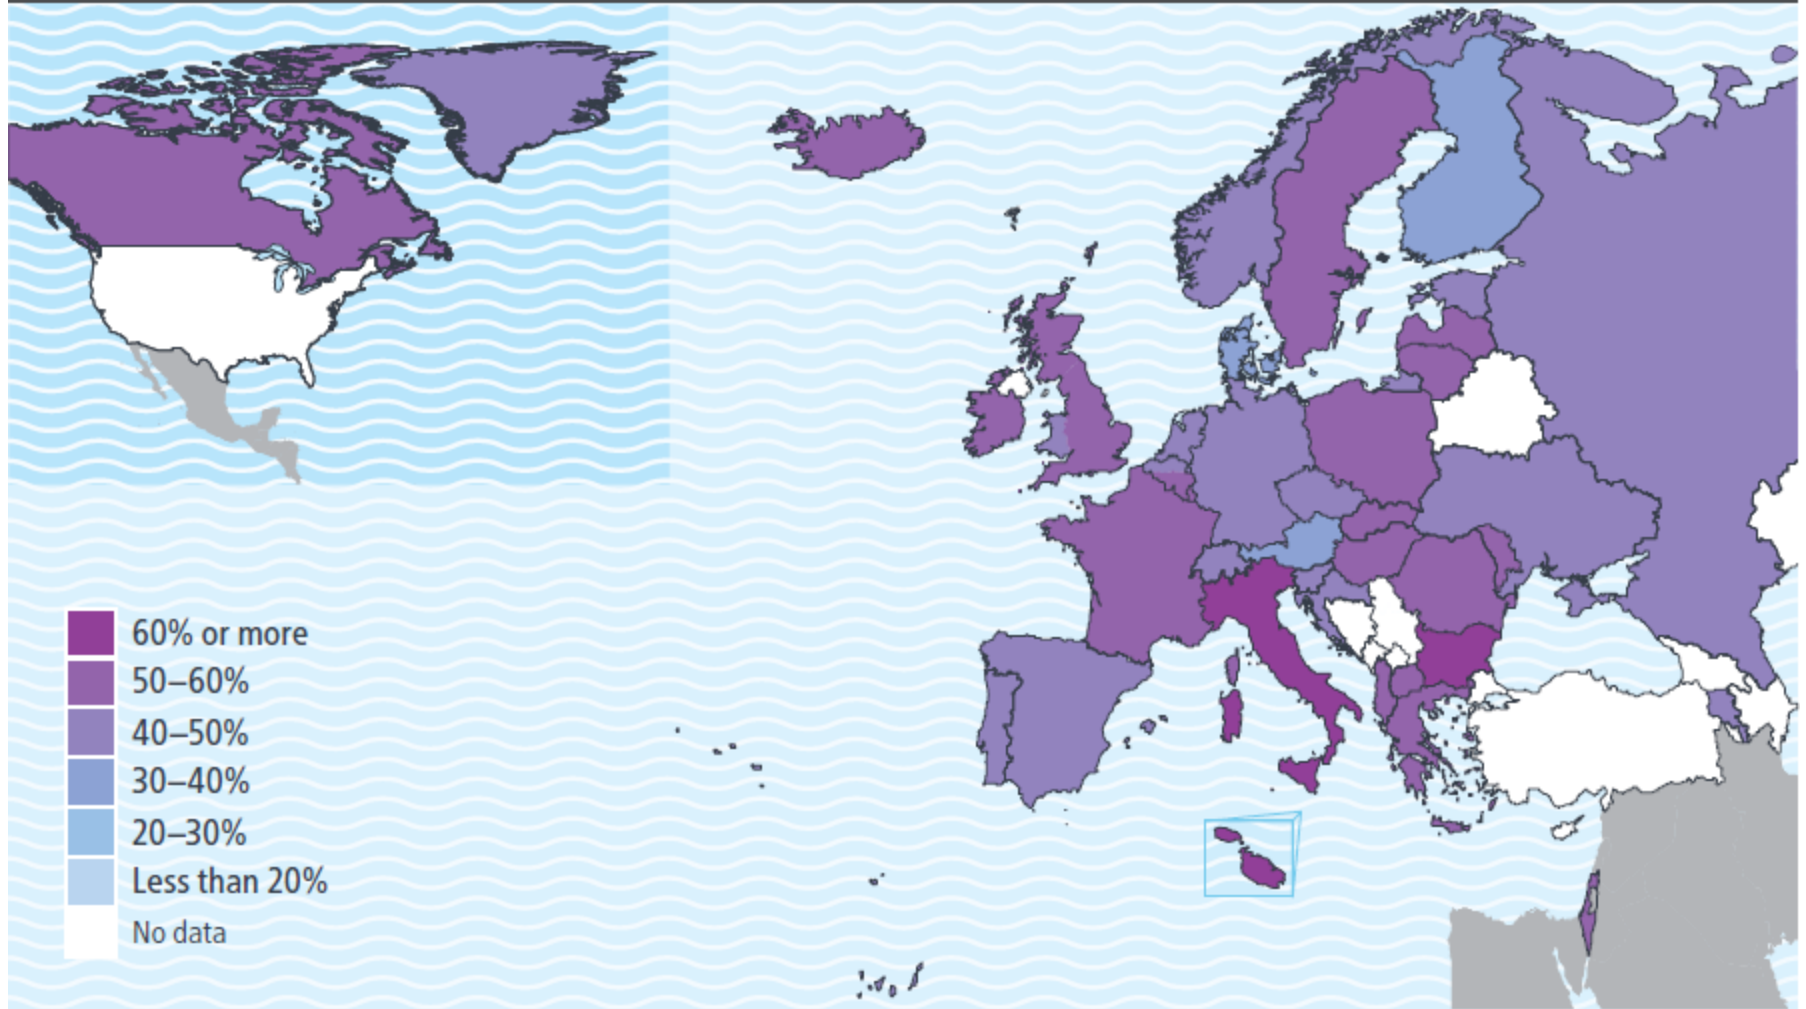 60% or more
50–60%
40–50%
30–40%
20–30%
Less than 20%
No data